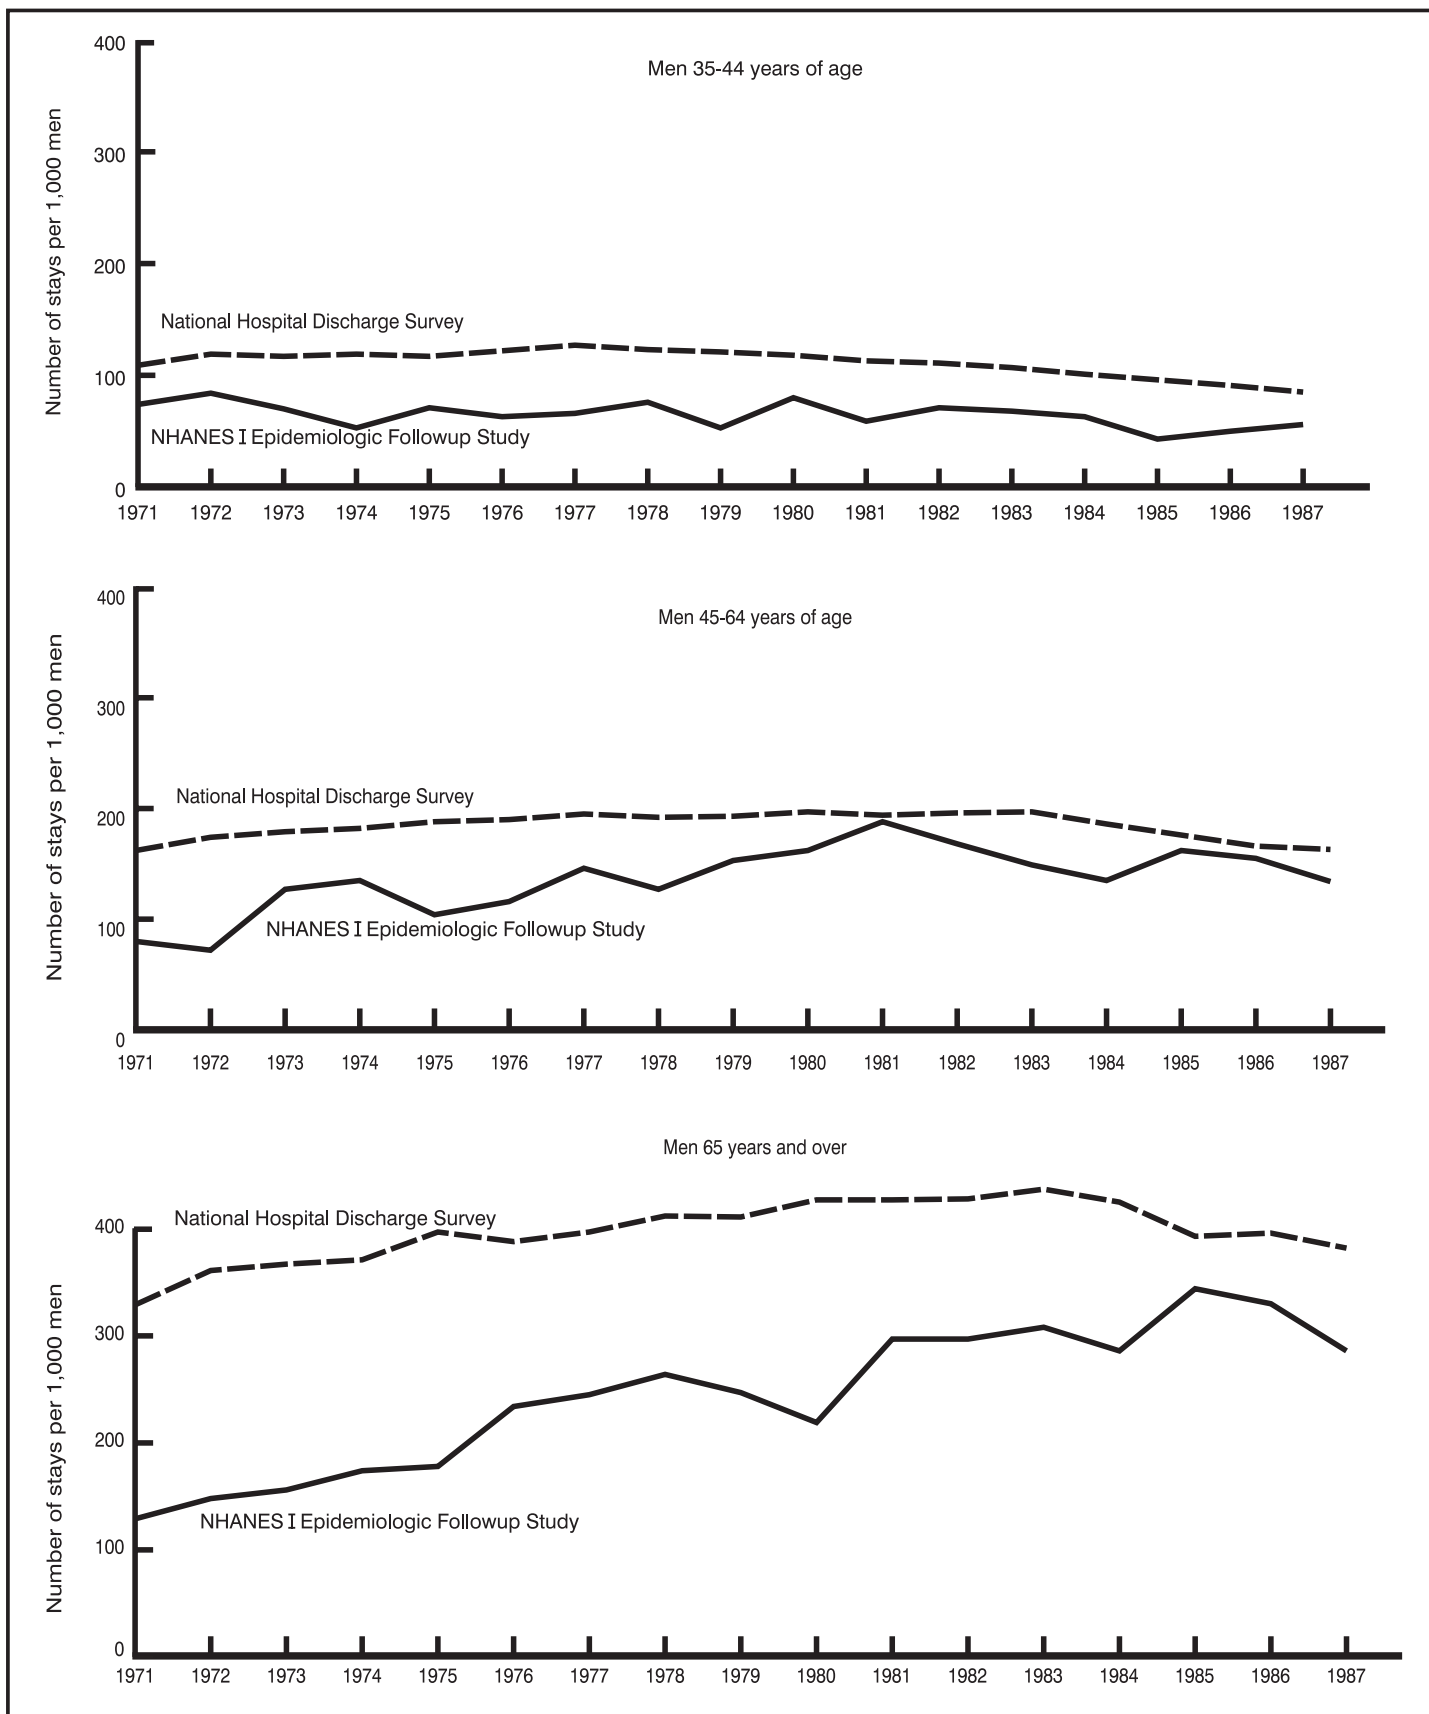 Men 35-44 years of age
Number of stays per 1,000 men
400
300
200
100
0
National Hospital Discharge Survey
NHANES I Epidemiologic Followup Study
1971 1972 1973 1974 1975 1976 1977 1978 1979 1980 1981 1982 1983 1984 1985 1986 1987
Men 45-64 years of age
Number of stays per 1,000 men
400
300
200
100
0
National Hospital Discharge Survey
NHANES I Epidemiologic Followup Study
1971 1972 1973 1974 1975 1976 1977 1978 1979 1980 1981 1982 1983 1984 1985 1986 1987
Men 65 years and over
Number of stays per 1,000 men
400
300
200
100
0
National Hospital Discharge Survey
NHANES I Epidemiologic Followup Study
1971 1972 1973 1974 1975 1976 1977 1978 1979 1980 1981 1982 1983 1984 1985 1986 1987